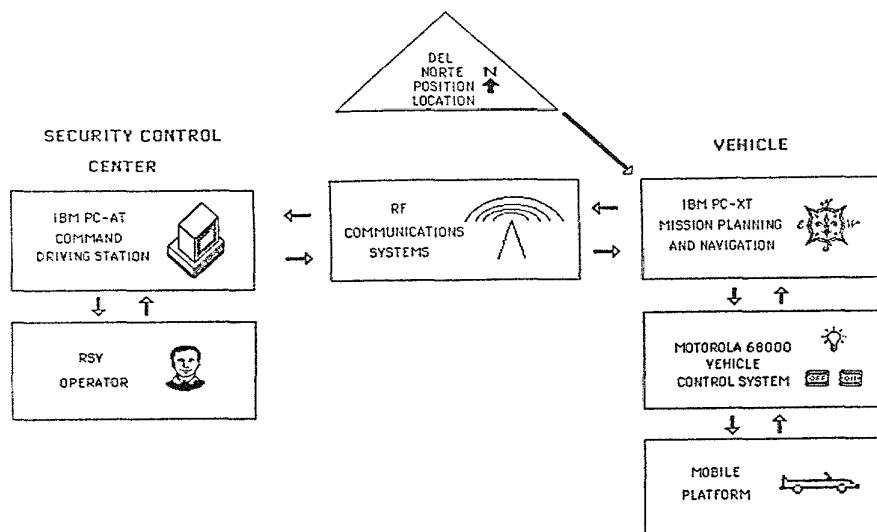 DEL
NORTE
POSITION
LOCATION
N
SECURITY CONTROL
CENTER
VEHICLE
IBM PC-AT
COMMAND
DRIVING STATION
RF
COMMUNICATIONS
SYSTEMS
IBM PC-XT
MISSION PLANNING
AND NAVIGATION
RSV
OPERATOR
MOTOROLA 68000
VEHICLE
CONTROL SYSTEM
OFF
ON
MOBILE
PLATFORM